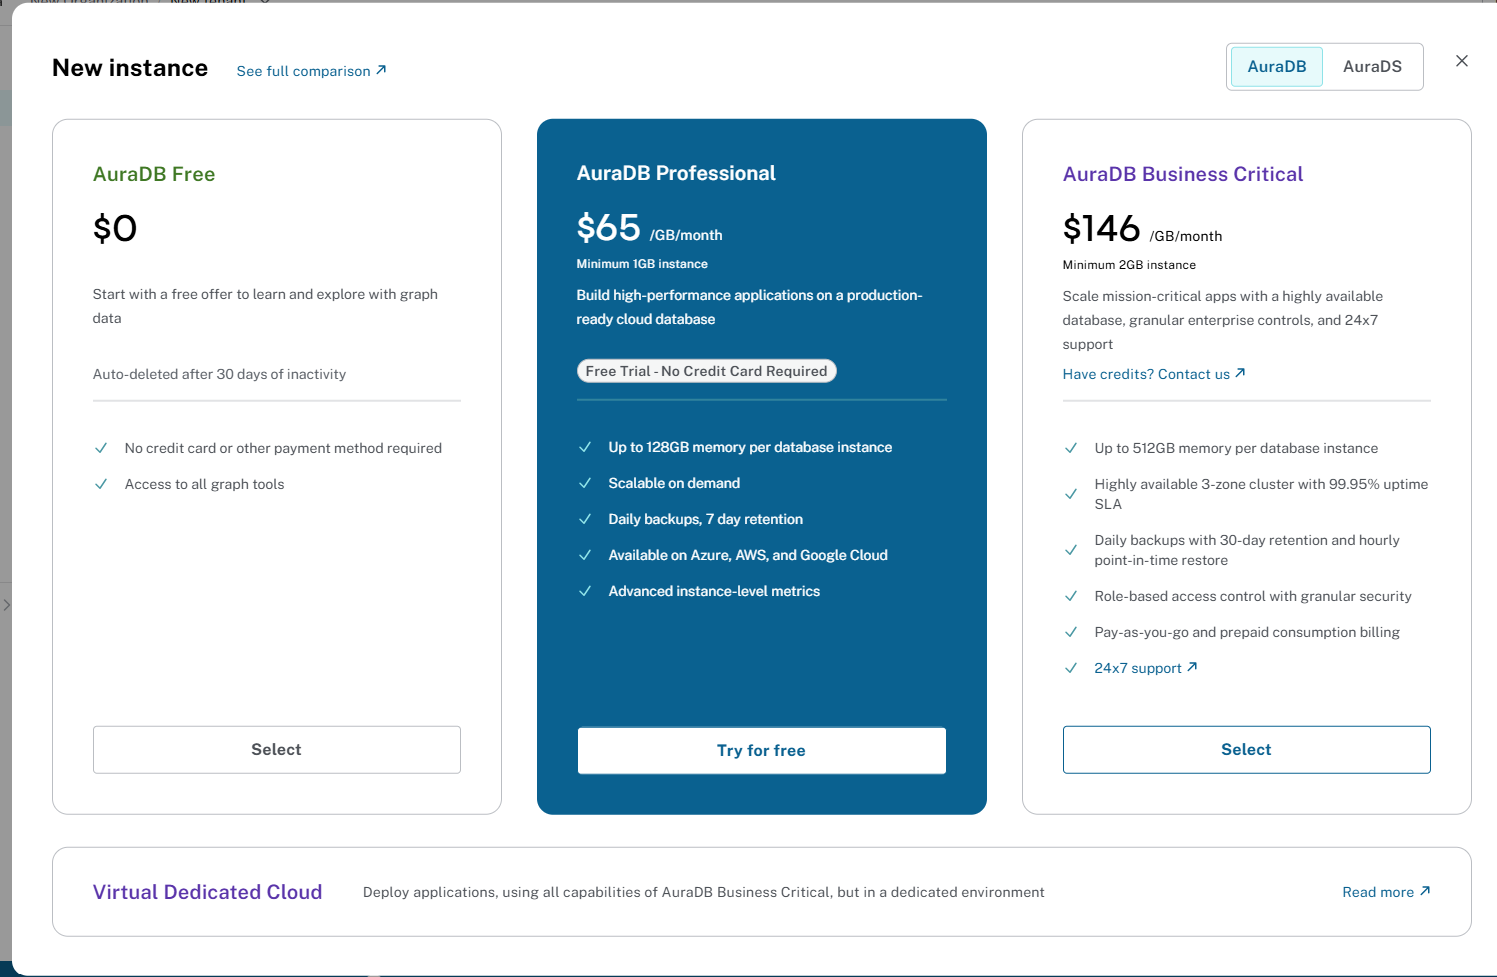 New instance
See full comparison
AuraDB
AuraDS
AuraDB Free
$0
Start with a free offer to learn and explore with graph
data
Auto-deleted after 30 days of inactivity
No credit card or other payment method required
Access to all graph tools
Select
AuraDB Professional
$65 /GB/month
Minimum 1GB instance
Build high-performance applications on a production-
ready cloud database
Free Trial - No Credit Card Required
Up to 128GB memory per database instance
Scalable on demand
Daily backups, 7 day retention
Available on Azure, AWS, and Google Cloud
Advanced instance-level metrics
Try for free
AuraDB Business Critical
$146 /GB/month
Minimum 2GB instance
Scale mission-critical apps with a highly available
database, granular enterprise controls, and 24x7
support
Have credits? Contact us
Up to 512GB memory per database instance
Highly available 3-zone cluster with 99.95% uptime
SLA
Daily backups with 30-day retention and hourly
point-in-time restore
Role-based access control with granular security
Pay-as-you-go and prepaid consumption billing
24x7 support
Select
Virtual Dedicated Cloud
Deploy applications, using all capabilities of AuraDB Business Critical, but in a dedicated environment
Read more